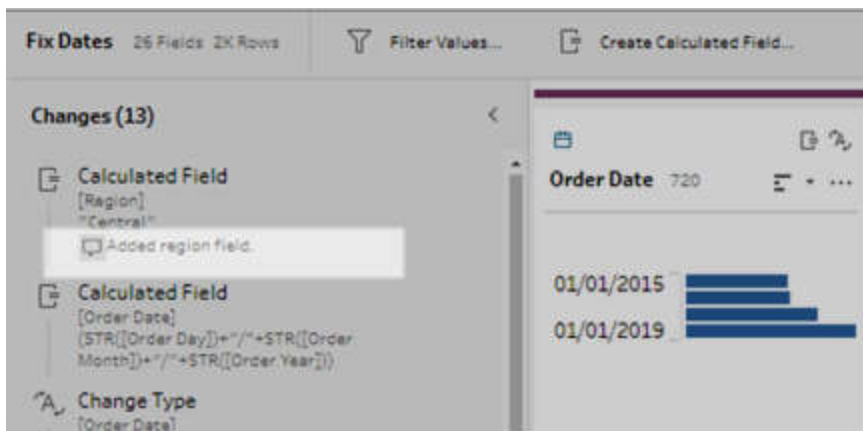 Fix Dates 26 Fields 2K Rows
Filter Values...
Create Calculated Field...
Changes (13)
Calculated Field
[Region]
"Central"
Added region field.
Calculated Field
[Order Date]
(STR([Order Day])+"/"+STR([Order
Month])+"/"+STR([Order Year]))
Change Type
[Order Date]
Order Date 720
01/01/2015
01/01/2019